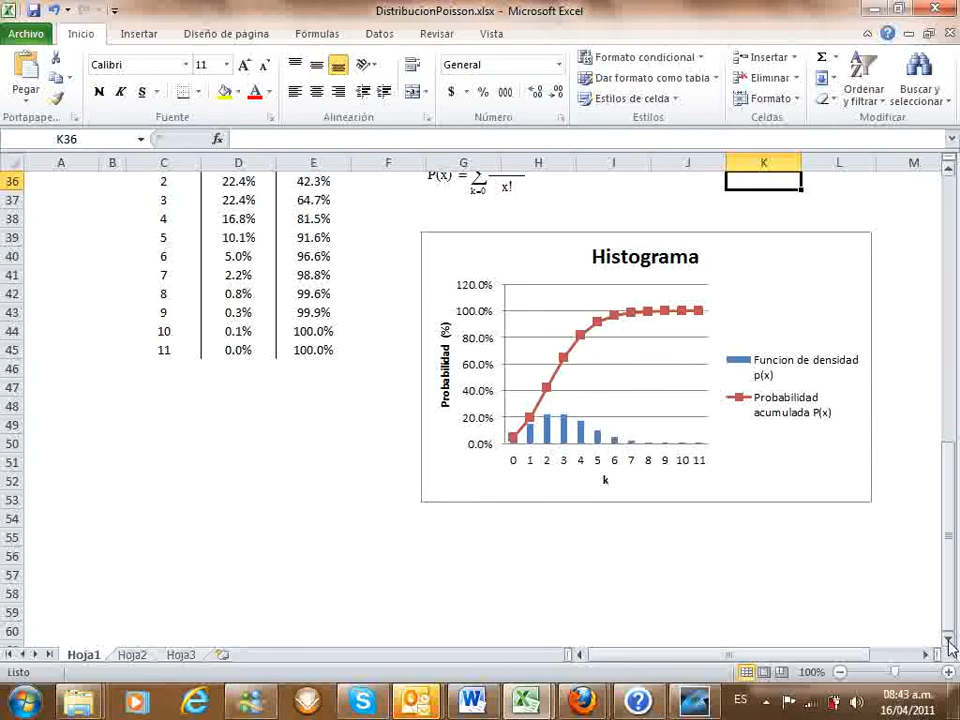 DistribucionPoisson.xlsx - Microsoft Excel
Archivo Inicio Insertar Diseño de página Fórmulas Datos Revisar Vista
Pegar
Calibri 11
N K S
General
$ % 000
Formato condicional
Dar formato como tabla
Estilos de celda
Insertar
Eliminar
Formato
Σ
Ordenar y filtrar
Buscar y seleccionar
Portapape... Fuente Alineación Número Estilos Celdas Modificar
K36 fx
A B C D E F G H I J K L M
36 2 22.4% 42.3%
37 3 22.4% 64.7%
38 4 16.8% 81.5%
39 5 10.1% 91.6%
40 6 5.0% 96.6%
41 7 2.2% 98.8%
42 8 0.8% 99.6%
43 9 0.3% 99.9%
44 10 0.1% 100.0%
45 11 0.0% 100.0%
46
47
48
49
50
51
52
53
54
55
56
57
58
59
60
P(x) = ∑ k=0 x!
Histograma
120.0%
100.0%
80.0%
60.0%
40.0%
20.0%
0.0%
Probabilidad (%)
0 1 2 3 4 5 6 7 8 9 10 11
k
Funcion de densidad
p(x)
Probabilidad
acumulada P(x)
Hoja1 Hoja2 Hoja3
Listo 100%
ES 08:43 a.m.
16/04/2011